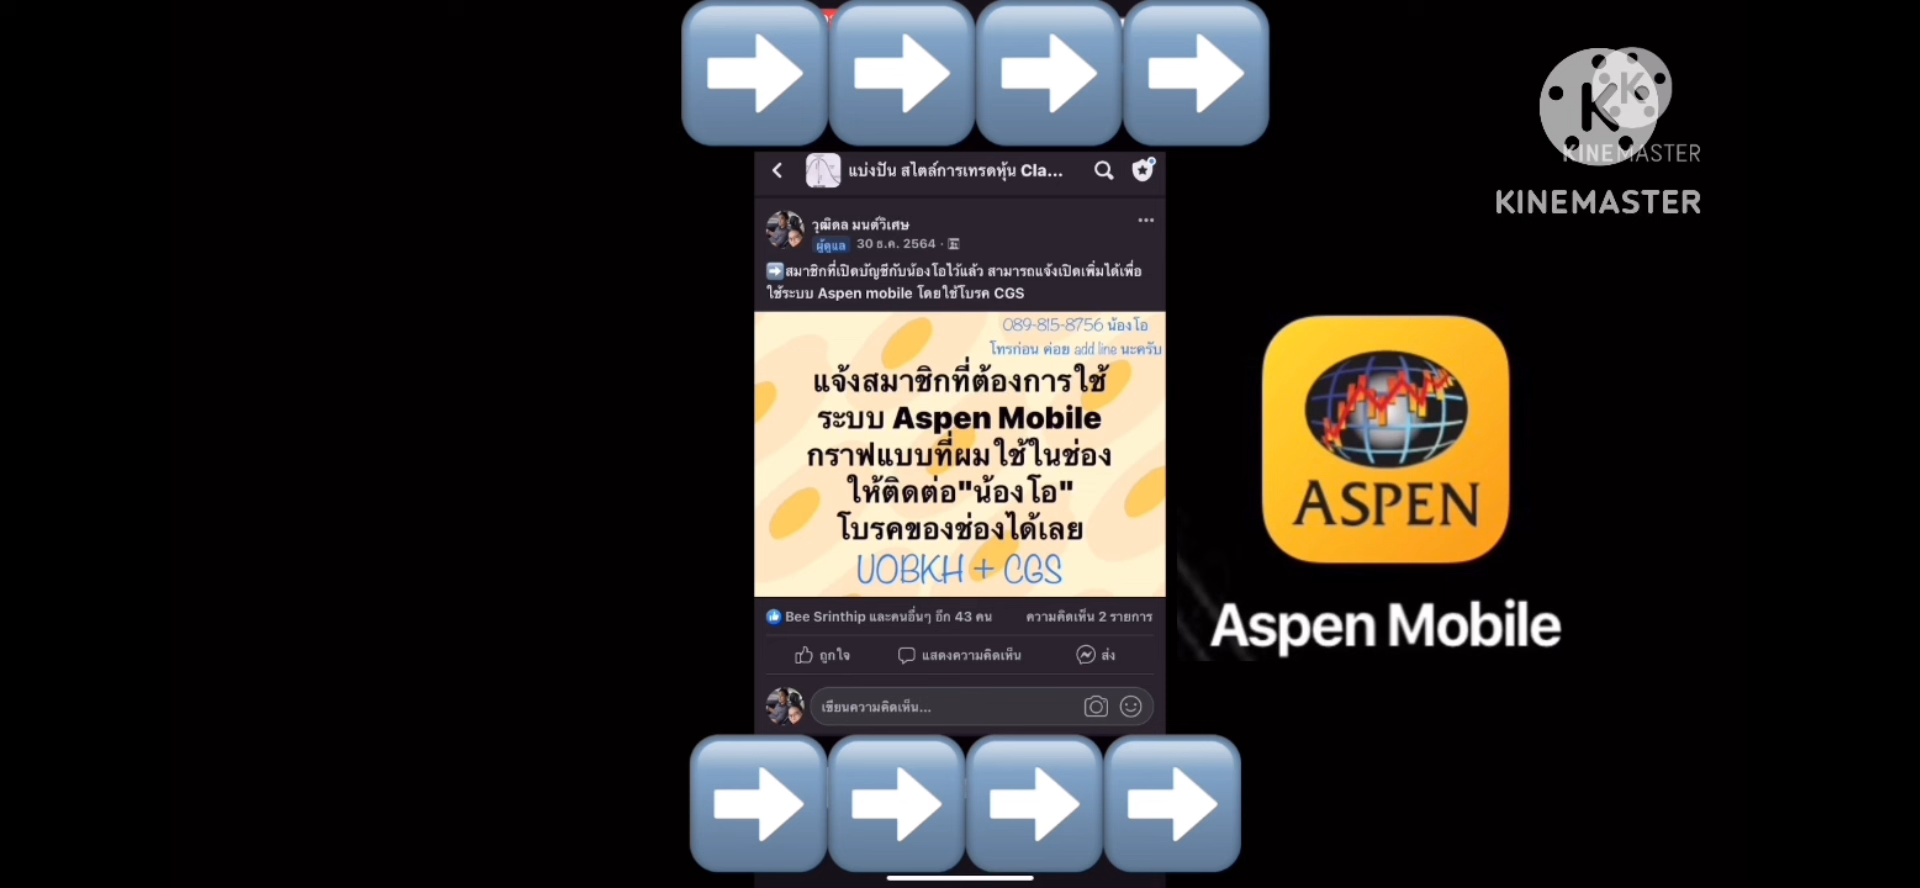 KINEMASTER
KINEMASTER
แบ่งปัน สไตล์การเทรดหุ้น Cla...
วุฒิดล มนต์วิเศษ
ผู้ดูแล 30 ธ.ค. 2564
➡️สมาชิกที่เปิดบัญชีกับน้องโอไว้แล้ว สามารถแจ้งเปิดเพิ่มได้เพื่อ
ใช้ระบบ Aspen mobile โดยใช้โบรค CGS
089-815-8756 น้องโอ
โทรก่อน ค่อย add line นะครับ
แจ้งสมาชิกที่ต้องการใช้
ระบบ Aspen Mobile
กราฟแบบที่ผมใช้ในช่อง
ให้ติดต่อ"น้องโอ"
โบรคของช่องได้เลย
UOBKH + CGS
Bee Srinthip และคนอื่นๆ อีก 43 คน ความคิดเห็น 2 รายการ
ถูกใจ แสดงความคิดเห็น ส่ง
เขียนความคิดเห็น...
ASPEN
Aspen Mobile